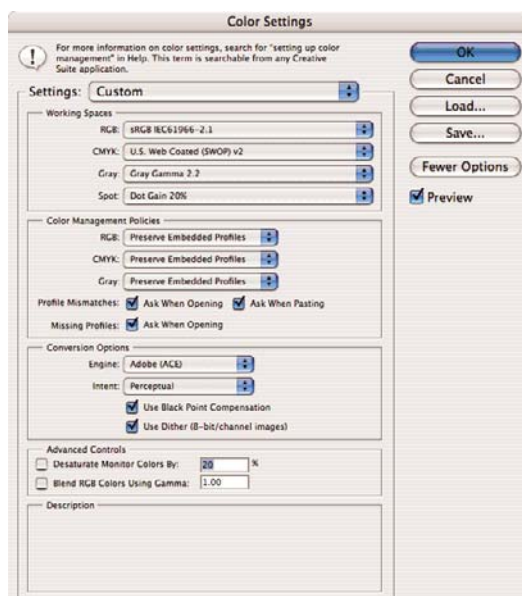 Color Settings
For more information on color settings, search for "setting up color
management" in Help. This term is searchable from any Creative
Suite application.
OK
Cancel
Load...
Save...
Fewer Options
Preview
Settings: Custom
Working Spaces
RGB: sRGB IEC61966-2.1
CMYK: U.S. Web Coated (SWOP) v2
Gray: Gray Gamma 2.2
Spot: Dot Gain 20%
Color Management Policies
RGB: Preserve Embedded Profiles
CMYK: Preserve Embedded Profiles
Gray: Preserve Embedded Profiles
Profile Mismatches: Ask When Opening Ask When Pasting
Missing Profiles: Ask When Opening
Conversion Options
Engine: Adobe (ACE)
Intent: Perceptual
Use Black Point Compensation
Use Dither (8-bit/channel images)
Advanced Controls
Desaturate Monitor Colors By: 20 %
Blend RGB Colors Using Gamma: 1.00
Description